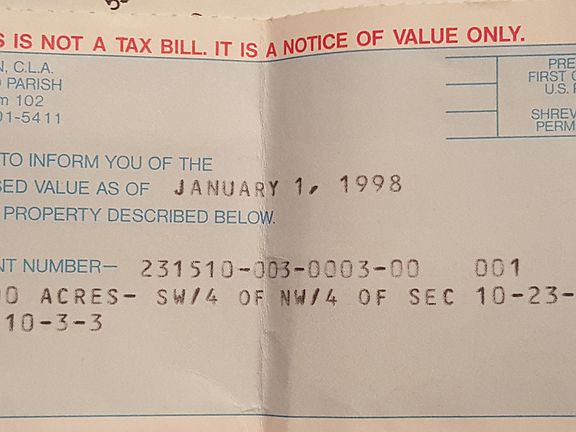 S IS NOT A TAX BILL. IT IS A NOTICE OF VALUE ONLY.
N, C.L.A.
PARISH
m 102
01-5411
PRE
FIRST C
U.S. P
SHREV
PERM
TO INFORM YOU OF THE
SED VALUE AS OF JANUARY 1, 1998
PROPERTY DESCRIBED BELOW.
NT NUMBER— 231510-003-0003-00 001
00 ACRES- SW/4 OF NW/4 OF SEC 10-23-
10-3-3